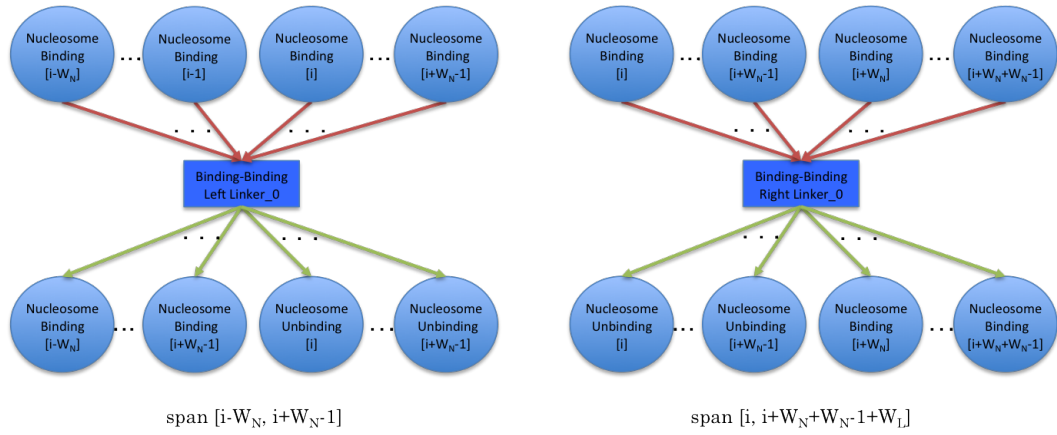 Nucleosome Binding [i-W_N]
...
Nucleosome Binding [i-1]
Nucleosome Binding [i]
...
Nucleosome Binding [i+W_N-1]
. . .
. . .
Binding-Binding
Left Linker_0
. . .
. . .
Nucleosome Binding [i-W_N]
...
Nucleosome Binding [i+W_N-1]
Nucleosome Unbinding [i]
...
Nucleosome Unbinding [i+W_N-1]
span [i-W_N, i+W_N-1]
Nucleosome Binding [i]
...
Nucleosome Binding [i+W_N-1]
Nucleosome Binding [i+W_N]
...
Nucleosome Binding [i+W_N+W_N-1]
. . .
. . .
Binding-Binding
Right Linker_0
. . .
. . .
Nucleosome Unbinding [i]
...
Nucleosome Unbinding [i+W_N-1]
Nucleosome Binding [i+W_N]
...
Nucleosome Binding [i+W_N+W_N-1]
span [i, i+W_N+W_N-1+W_L]